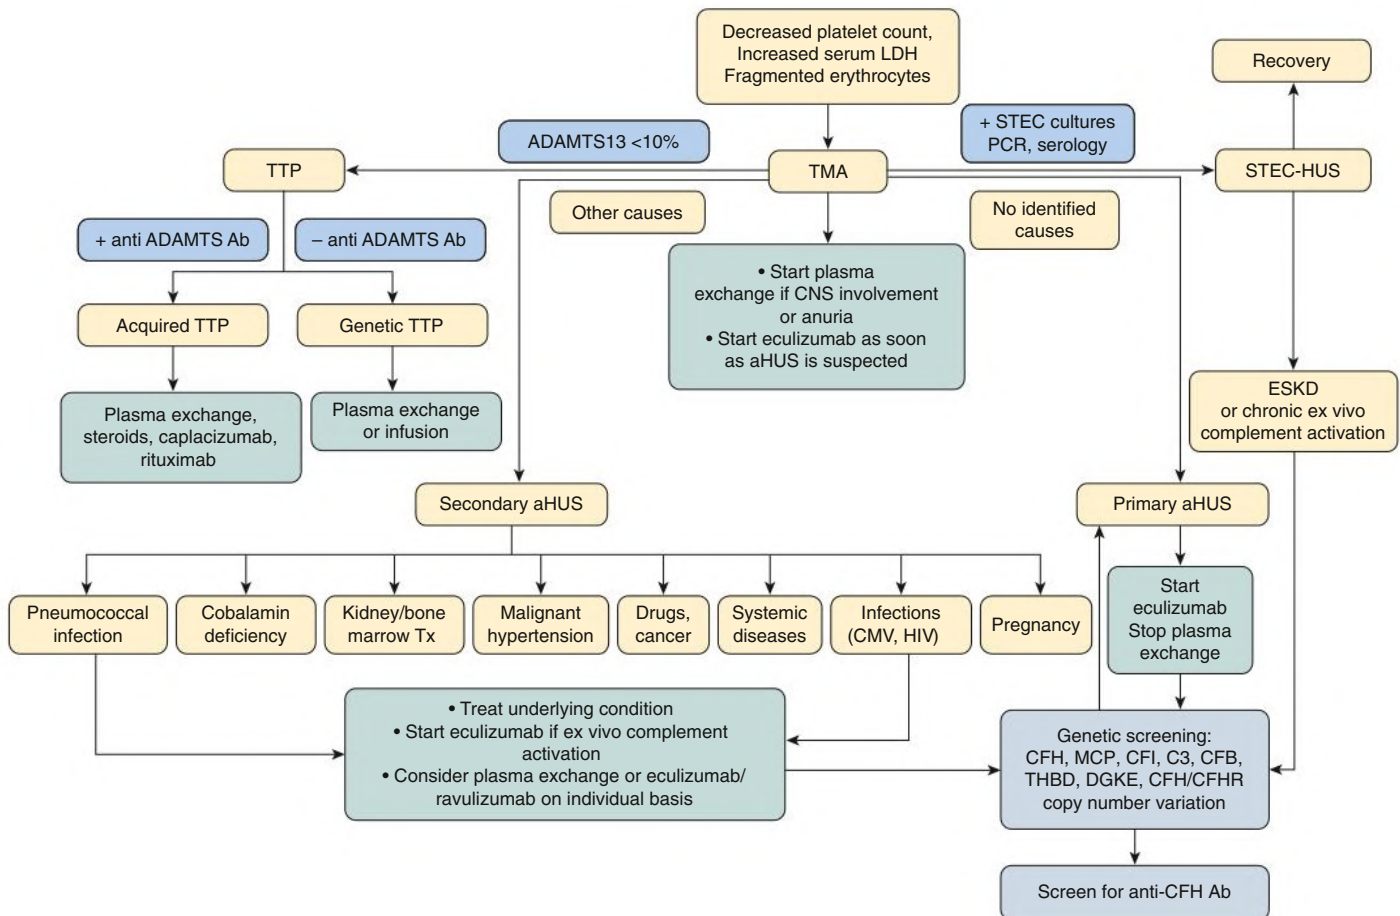 Decreased platelet count,
Increased serum LDH
Fragmented erythrocytes
Recovery
ADAMTS13 <10%
+ STEC cultures
PCR, serology
TTP
TMA
STEC-HUS
Other causes
No identified
causes
+ anti ADAMTS Ab
– anti ADAMTS Ab
• Start plasma
exchange if CNS involvement
or anuria
• Start eculizumab as soon
as aHUS is suspected
Acquired TTP
Genetic TTP
Plasma exchange,
steroids, caplacizumab,
rituximab
Plasma exchange
or infusion
ESKD
or chronic ex vivo
complement activation
Secondary aHUS
Primary aHUS
Pneumococcal
infection
Cobalamin
deficiency
Kidney/bone
marrow Tx
Malignant
hypertension
Drugs,
cancer
Systemic
diseases
Infections
(CMV, HIV)
Pregnancy
Start
eculizumab
Stop plasma
exchange
• Treat underlying condition
• Start eculizumab if ex vivo complement
activation
• Consider plasma exchange or eculizumab/
ravulizumab on individual basis
Genetic screening:
CFH, MCP, CFI, C3, CFB,
THBD, DGKE, CFH/CFHR
copy number variation
Screen for anti-CFH Ab